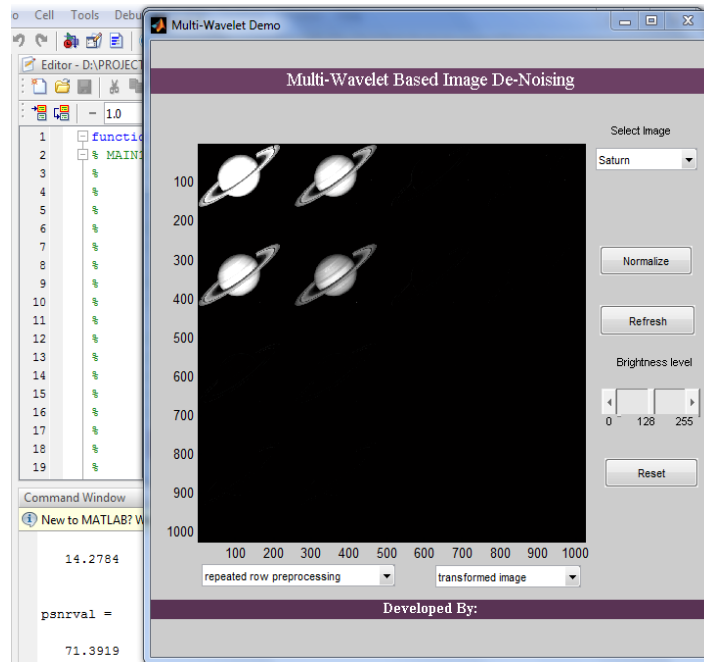 Cell Tools Debu
Multi-Wavelet Demo
Editor - D:\PROJECT
Multi-Wavelet Based Image De-Noising
- 1.0
1 functio
2 % MAIN
3 %
4 %
5 %
6 %
7 %
8 %
9 %
10 %
11 %
12 %
13 %
14 %
15 %
16 %
17 %
18 %
19 %
Select Image
Saturn
100
200
300
400
500
600
700
800
900
1000
100 200 300 400 500 600 700 800 900 1000
Normalize
Refresh
Brightness level
0 128 255
Reset
repeated row preprocessing transformed image
Developed By:
Command Window
New to MATLAB? W
14.2784
psnrval =
71.3919